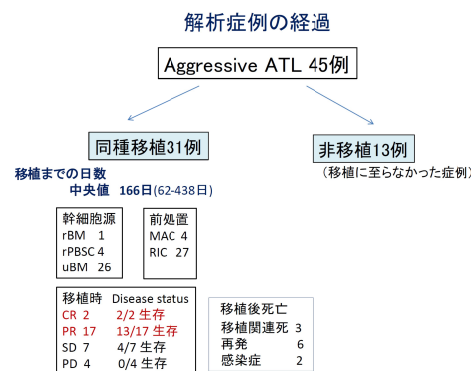 解析症例の経過
Aggressive ATL 45例
同種移植31例
非移植13例
(移植に至らなかった症例)
移植までの日数
中央値 166日(62-438日)
幹細胞源
rBM 1
rPBSC 4
uBM 26
前処置
MAC 4
RIC 27
移植時 Disease status
CR 2 2/2 生存
PR 17 13/17 生存
SD 7 4/7 生存
PD 4 0/4 生存
移植後死亡
移植関連死 3
再発 6
感染症 2